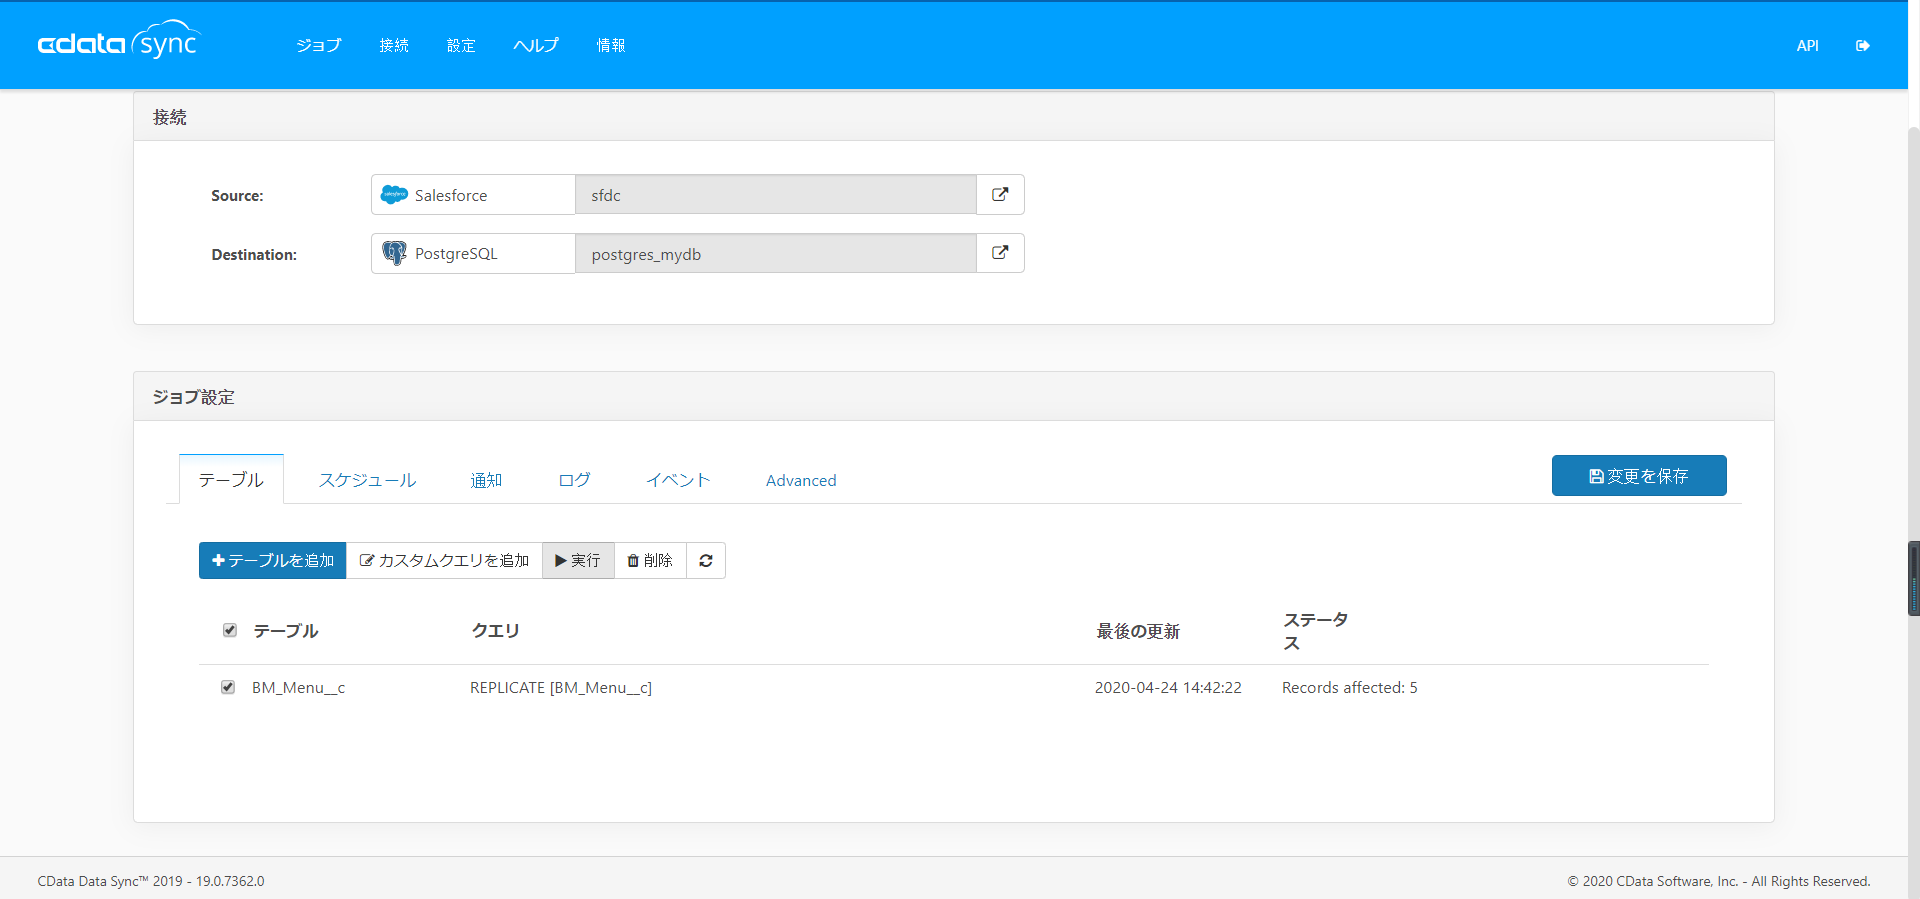 cdata sync
ジョブ 接続 設定 ヘルプ 情報 API
接続
Source: salesforce Salesforce sfdc
Destination: PostgreSQL postgres_mydb
ジョブ設定
テーブル スケジュール 通知 ログ イベント Advanced 変更を保存
テーブルを追加 カスタムクエリを追加 実行 削除
テーブル クエリ 最後の更新 ステータ
ス
BM_Menu__c REPLICATE [BM_Menu__c] 2020-04-24 14:42:22 Records affected: 5
CData Data Sync™ 2019 - 19.0.7362.0 © 2020 CData Software, Inc. - All Rights Reserved.